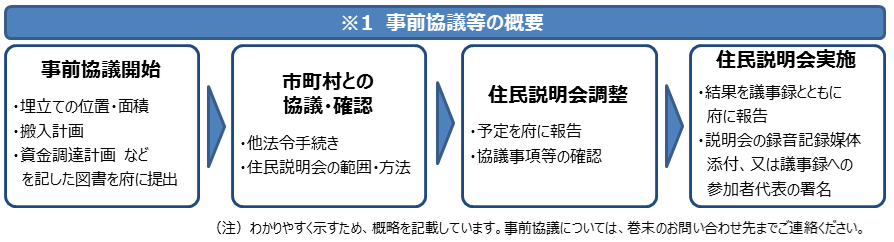 ※1 事前協議等の概要
事前協議開始
・埋立ての位置・面積
・搬入計画
・資金調達計画 など
を記した図書を府に提出
市町村との
協議・確認
・他法令手続き
・住民説明会の範囲・方法
住民説明会調整
・予定を府に報告
・協議事項等の確認
住民説明会実施
・結果を議事録とともに
府に報告
・説明会の録音記録媒体
添付、又は議事録への
参加者代表の署名
（注） わかりやすく示すため、概略を記載しています。事前協議については、巻末のお問い合わせ先までご連絡ください。